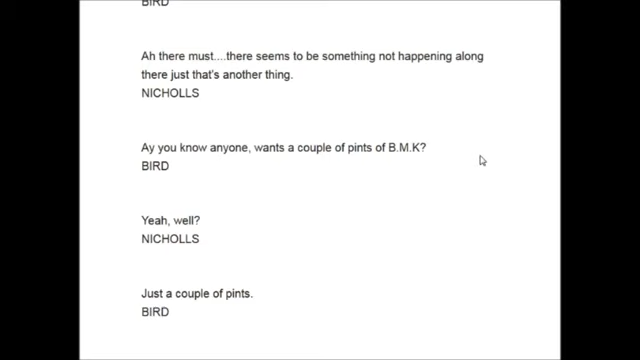 BIRD
Ah there must....there seems to be something not happening along
there just that's another thing.
NICHOLLS
Ay you know anyone, wants a couple of pints of B.M.K?
BIRD
Yeah, well?
NICHOLLS
Just a couple of pints.
BIRD